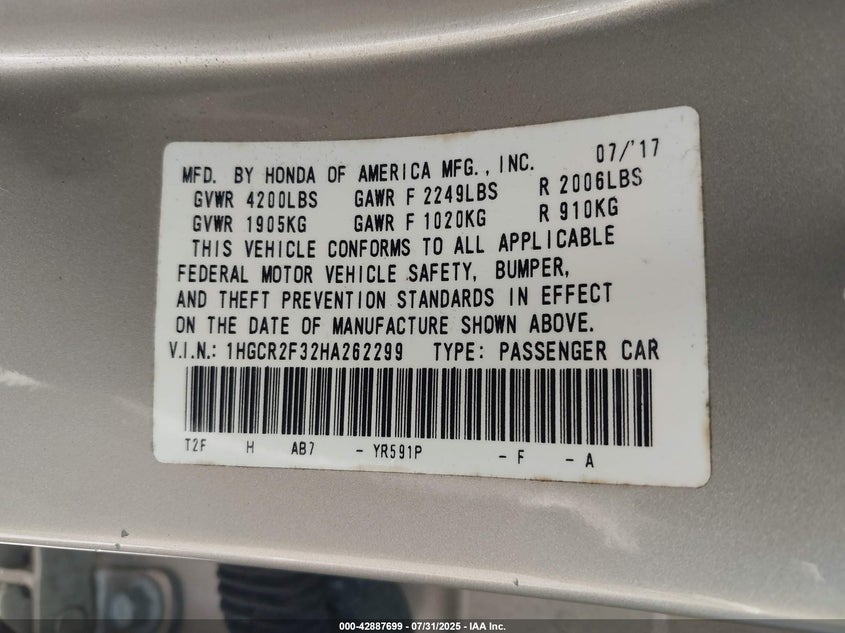 MFD. BY HONDA OF AMERICA MFG., INC. 07/'17
GVWR 4200LBS GAWR F 2249LBS R 2006LBS
GVWR 1905KG GAWR F 1020KG R 910KG
THIS VEHICLE CONFORMS TO ALL APPLICABLE
FEDERAL MOTOR VEHICLE SAFETY, BUMPER,
AND THEFT PREVENTION STANDARDS IN EFFECT
ON THE DATE OF MANUFACTURE SHOWN ABOVE.
V.I.N.: 1HGCR2F32HA262299 TYPE: PASSENGER CAR
T2F H AB7 - YR591P - F - A
000-42887699 | 07/31/2025 - IAA Inc.